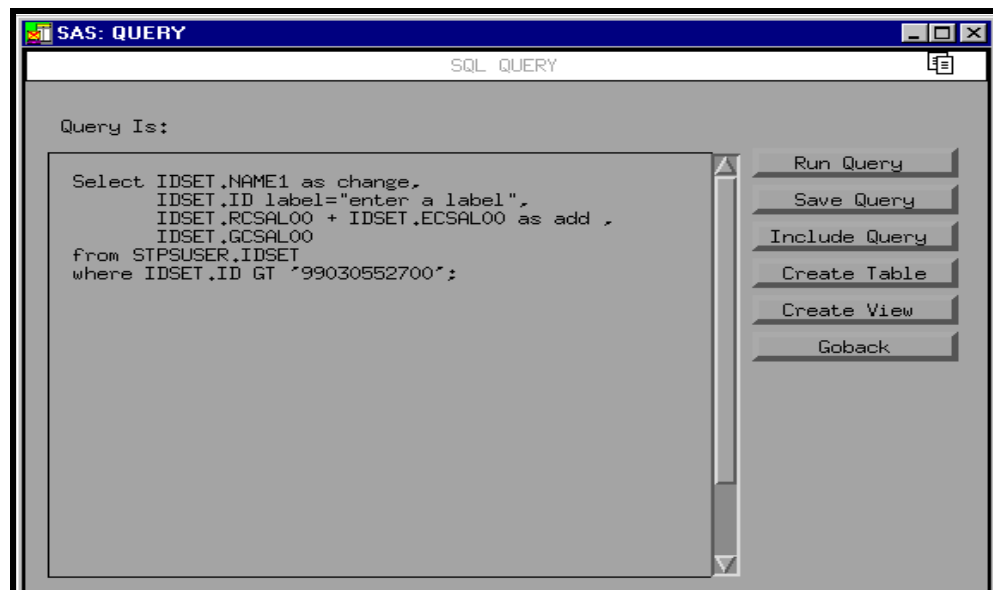 SAS: QUERY
SQL QUERY
Query Is:
Select IDSET.NAME1 as change,
IDSET.ID label="enter a label",
IDSET.RCSAL00 + IDSET.ECSAL00 as add ,
IDSET.GCSAL00
from STPSUSER.IDSET
where IDSET.ID GT '99030552700';
Run Query
Save Query
Include Query
Create Table
Create View
Goback